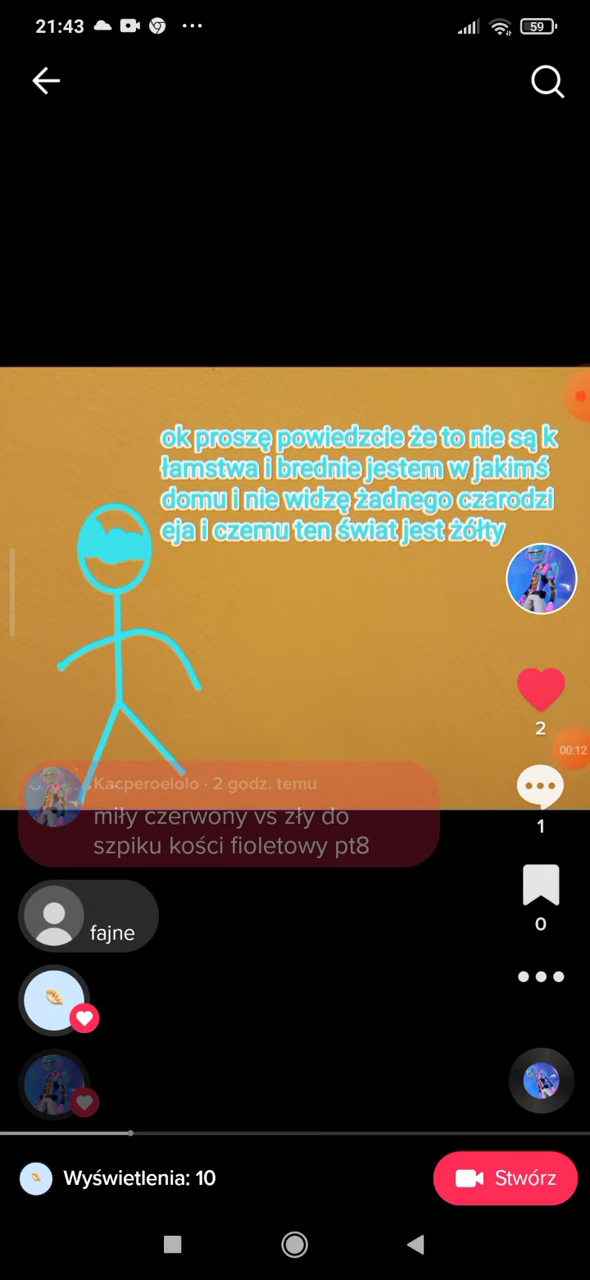 21:43
59
ok proszę powiedzcie że to nie są k
łamstwa i brednie jestem w jakimś
domu i nie widzę żadnego czarodzi
eja i czemu ten świat jest żółty
2
00:12
Kacperoelolo · 2 godz. temu
miły czerwony vs zły do
szpiku kości fioletowy pt8
1
fajne
0
Wyświetlenia: 10
Stwórz